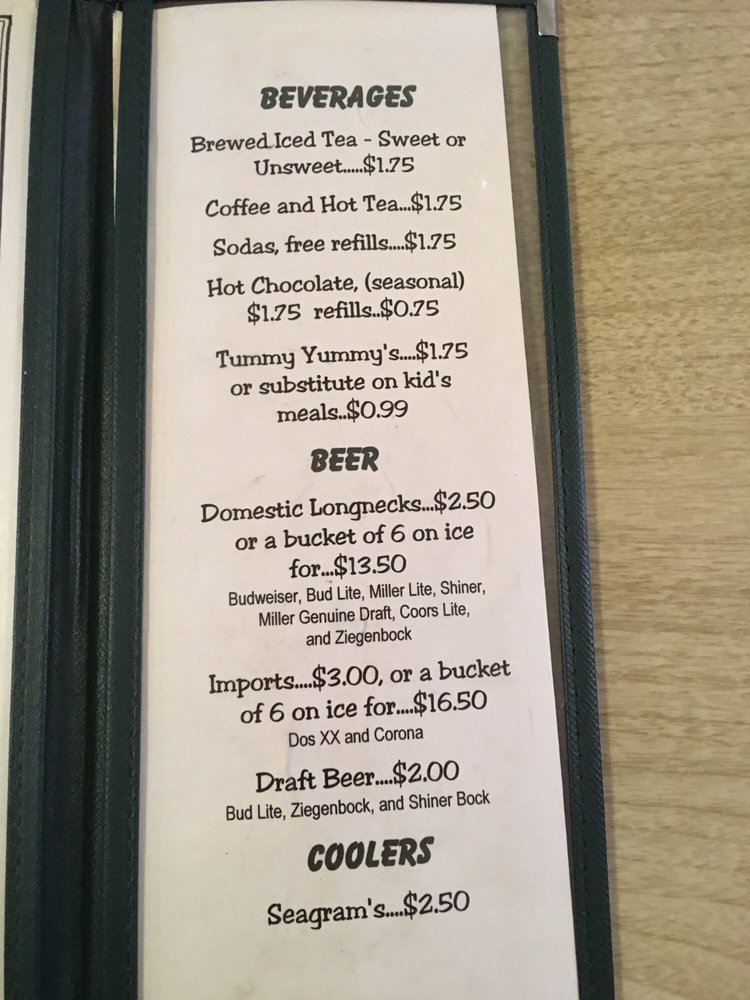 BEVERAGES
Brewed Iced Tea - Sweet or
Unsweet.....$1.75
Coffee and Hot Tea...$1.75
Sodas, free refills....$1.75
Hot Chocolate, (seasonal)
$1.75 refills..$0.75
Tummy Yummy's....$1.75
or substitute on kid's
meals..$0.99
BEER
Domestic Longnecks...$2.50
or a bucket of 6 on ice
for...$13.50
Budweiser, Bud Lite, Miller Lite, Shiner,
Miller Genuine Draft, Coors Lite,
and Ziegenbock
Imports....$3.00, or a bucket
of 6 on ice for....$16.50
Dos XX and Corona
Draft Beer....$2.00
Bud Lite, Ziegenbock, and Shiner Bock
COOLERS
Seagram's....$2.50